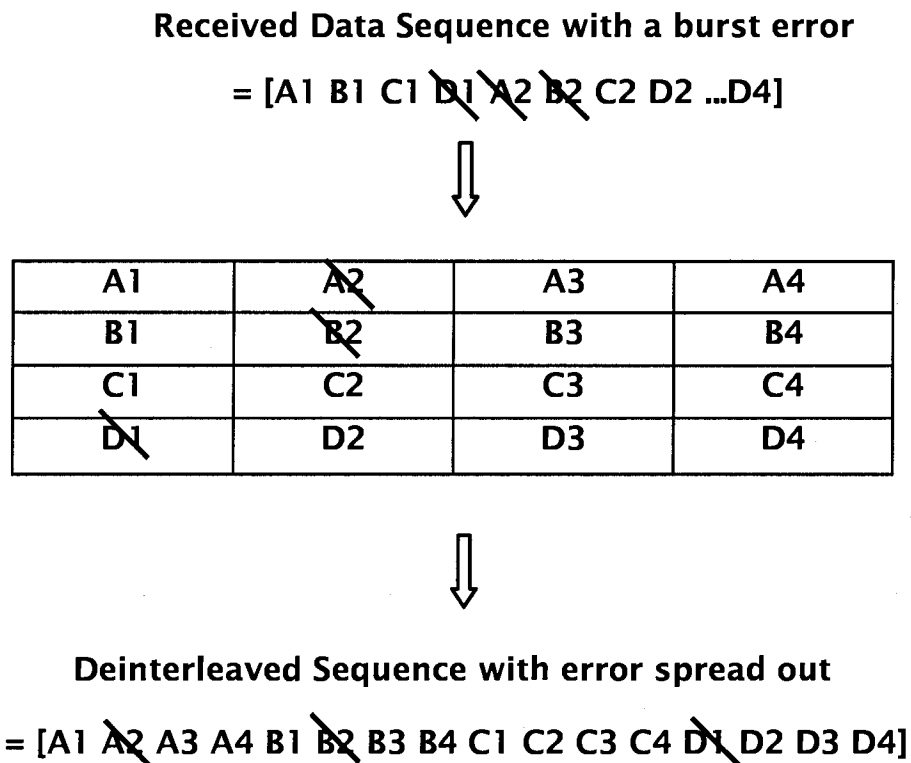 Received Data Sequence with a burst error
= [A1 B1 C1 D1 A2 B2 C2 D2 ...D4]
A1 A2 A3 A4
B1 B2 B3 B4
C1 C2 C3 C4
D1 D2 D3 D4
Deinterleaved Sequence with error spread out
= [A1 A2 A3 A4 B1 B2 B3 B4 C1 C2 C3 C4 D1 D2 D3 D4]